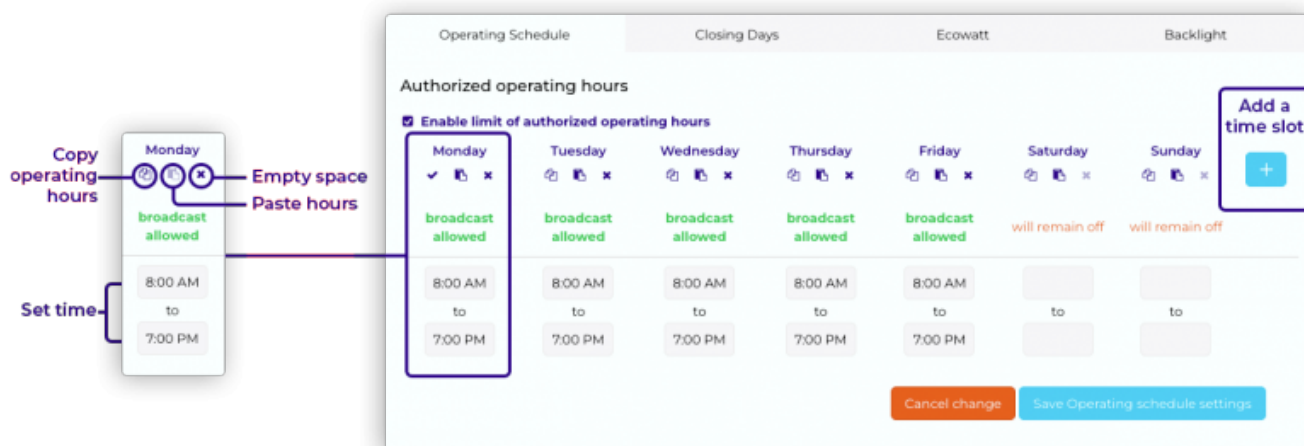 Operating Schedule
Closing Days
Ecowatt
Backlight
Authorized operating hours
Enable limit of authorized operating hours
Add a
time slot
+
Copy
operating
hours
Monday
Empty space
Paste hours
broadcast
allowed
Set time
8:00 AM
to
7:00 PM
Monday Tuesday Wednesday Thursday Friday Saturday Sunday
broadcast broadcast broadcast broadcast broadcast
allowed allowed allowed allowed allowed will remain off will remain off
8:00 AM 8:00 AM 8:00 AM 8:00 AM 8:00 AM
to to to to to to to
7:00 PM 7:00 PM 7:00 PM 7:00 PM 7:00 PM
Cancel change Save Operating schedule settings